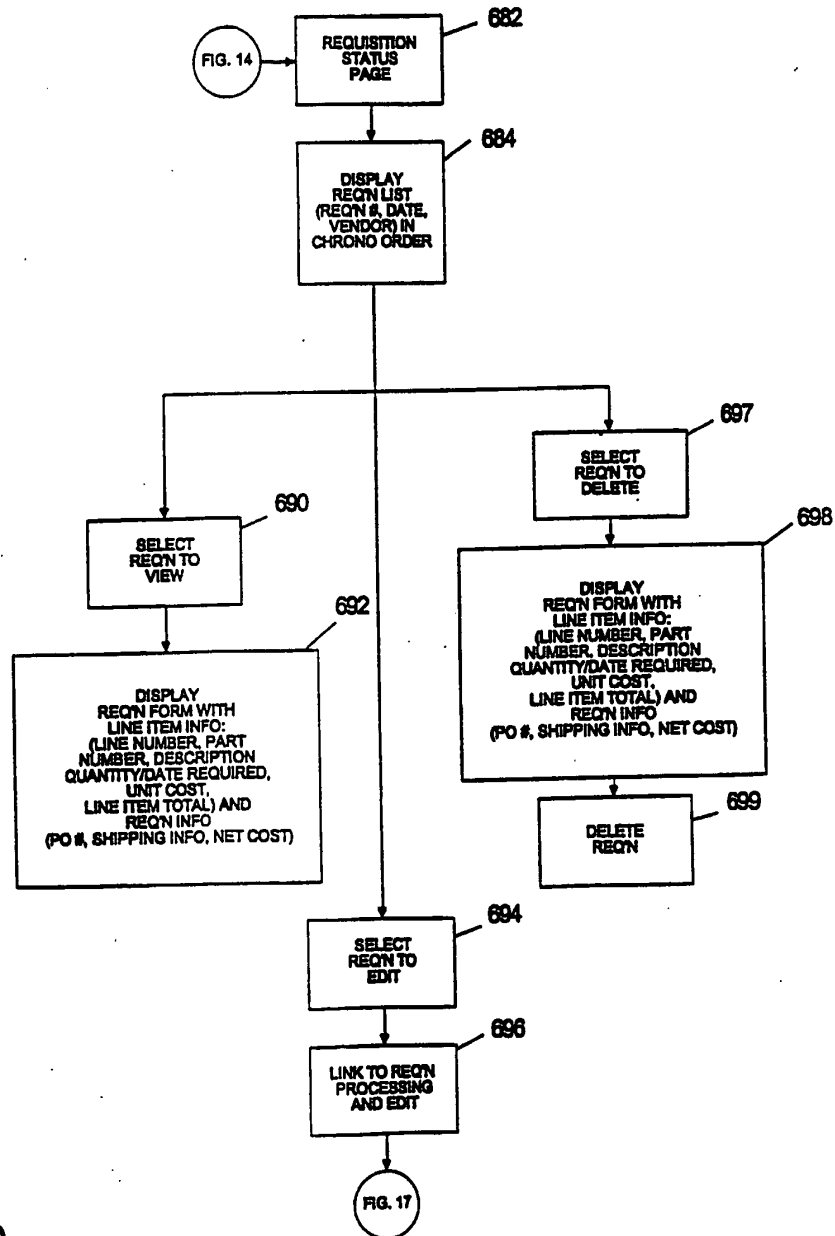 682
FIG. 14
REQUISITION
STATUS
PAGE
684
DISPLAY
REQ'N LIST
(REQ'N #, DATE,
VENDOR) IN
CHRONO ORDER
697
SELECT
REQ'N TO
DELETE
690
SELECT
REQ'N TO
VIEW
698
DISPLAY
REQ'N FORM WITH
LINE ITEM INFO:
(LINE NUMBER, PART
NUMBER, DESCRIPTION
QUANTITY/DATE REQUIRED,
UNIT COST,
LINE ITEM TOTAL) AND
REQ'N INFO
(PO #, SHIPPING INFO, NET COST)
692
DISPLAY
REQ'N FORM WITH
LINE ITEM INFO:
(LINE NUMBER, PART
NUMBER, DESCRIPTION
QUANTITY/DATE REQUIRED,
UNIT COST,
LINE ITEM TOTAL) AND
REQ'N INFO
(PO #, SHIPPING INFO, NET COST)
699
DELETE
REQ'N
694
SELECT
REQ'N TO
EDIT
696
LINK TO REQ'N
PROCESSING
AND EDIT
FIG. 17